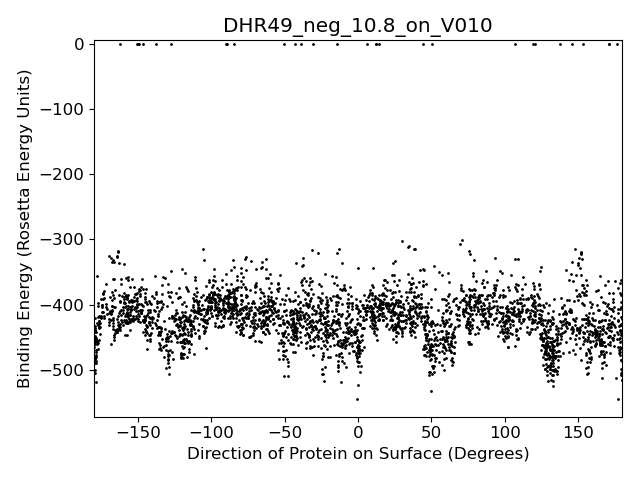 DHR49_neg_10.8_on_V010
0
−100
−200
−300
−400
−500
Binding Energy (Rosetta Energy Units)
−150 −100 −50 0 50 100 150
Direction of Protein on Surface (Degrees)